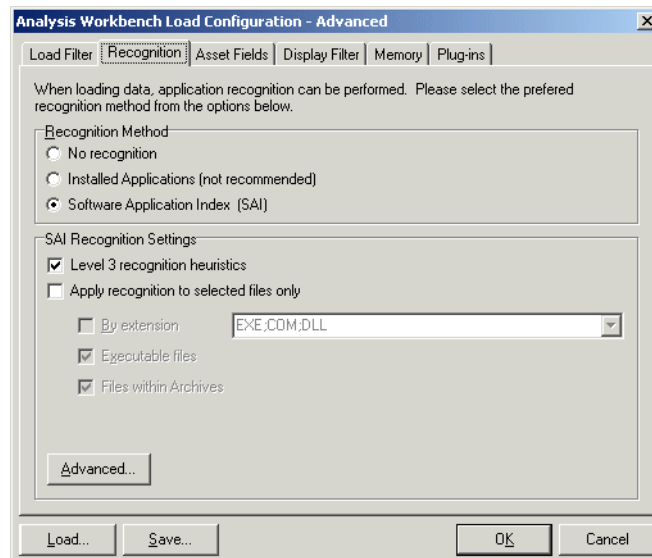 Analysis Workbench Load Configuration - Advanced
Load Filter Recognition Asset Fields Display Filter Memory Plug-ins
When loading data, application recognition can be performed. Please select the prefered
recognition method from the options below.
Recognition Method
No recognition
Installed Applications (not recommended)
Software Application Index (SAI)
SAI Recognition Settings
Level 3 recognition heuristics
Apply recognition to selected files only
By extension EXE;COM;DLL
Executable files
Files within Archives
Advanced...
Load... Save... OK Cancel